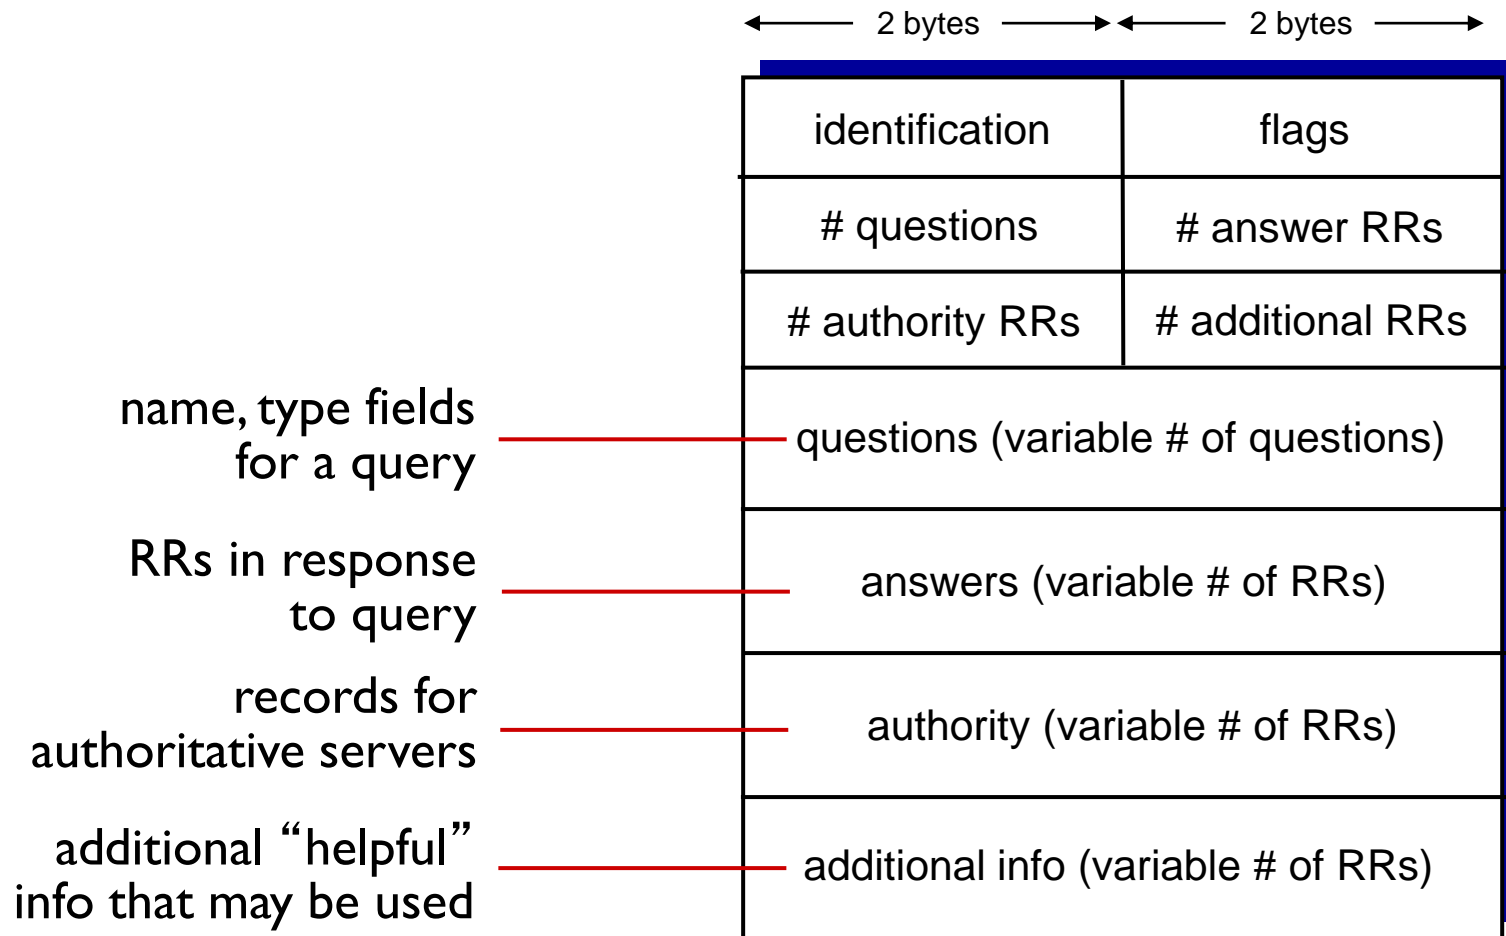 2 bytes 2 bytes
identification flags
# questions # answer RRs
# authority RRs # additional RRs
name, type fields
for a query
questions (variable # of questions)
RRs in response
to query
answers (variable # of RRs)
records for
authoritative servers
authority (variable # of RRs)
additional “helpful”
info that may be used
additional info (variable # of RRs)